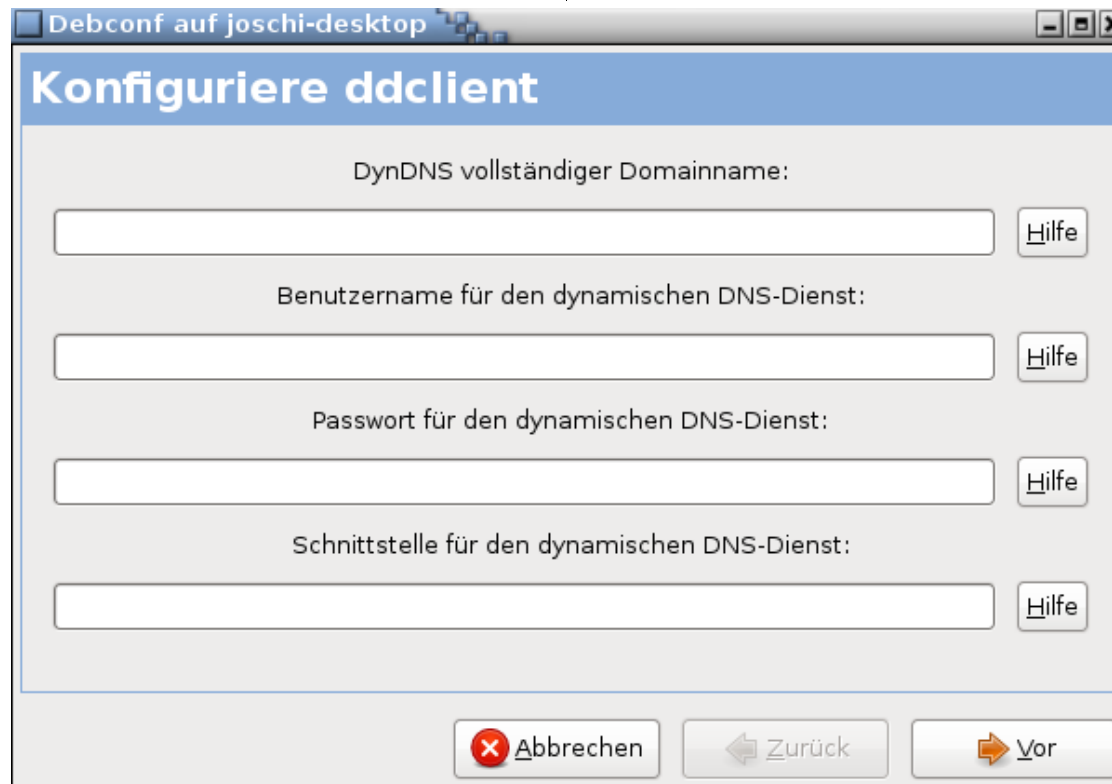 Debconf auf joschi-desktop
Konfiguriere ddclient
DynDNS vollständiger Domainname:
Hilfe
Benutzername für den dynamischen DNS-Dienst:
Hilfe
Passwort für den dynamischen DNS-Dienst:
Hilfe
Schnittstelle für den dynamischen DNS-Dienst:
Hilfe
Abbrechen Zurück Vor